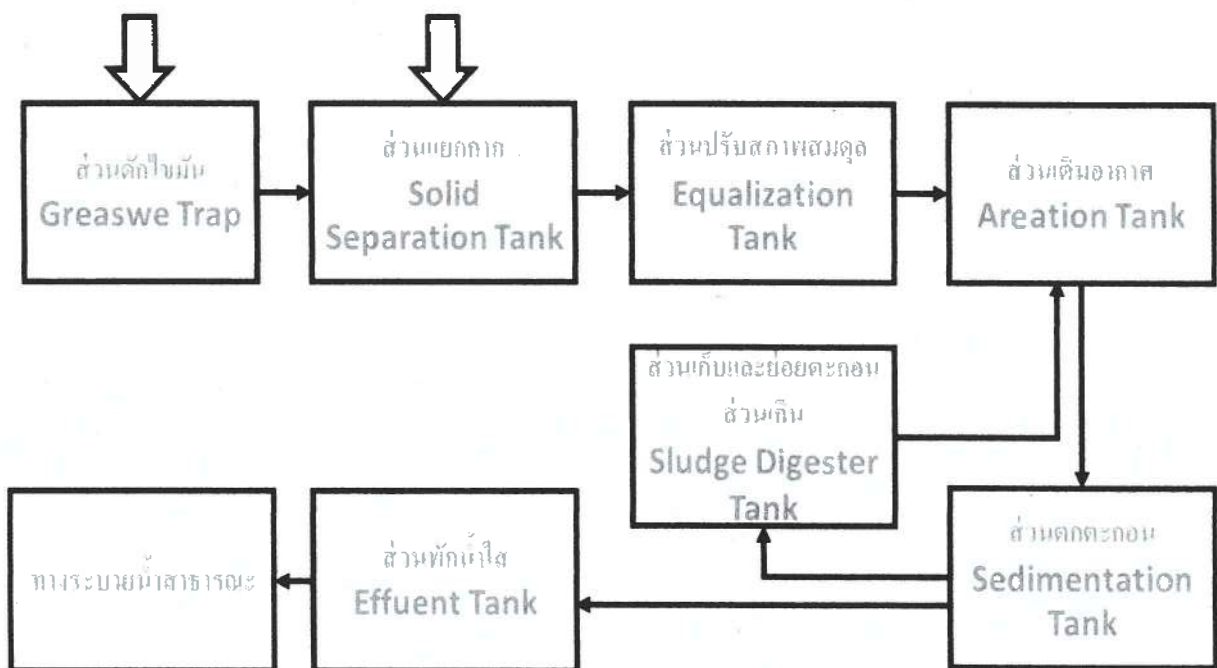 ส่วนดักไขมัน
Greaswe Trap
ส่วนแยกกาก
Solid
Separation Tank
ส่วนปรับสภาพสมดุล
Equalization
Tank
ส่วนเติมอากาศ
Areation Tank
ส่วนเก็บและย่อยตะกอน
ส่วนเกิน
Sludge Digester
Tank
ทางระบายน้ำสาธารณะ
ส่วนพักน้ำใส
Effuent Tank
ส่วนตกตะกอน
Sedimentation
Tank